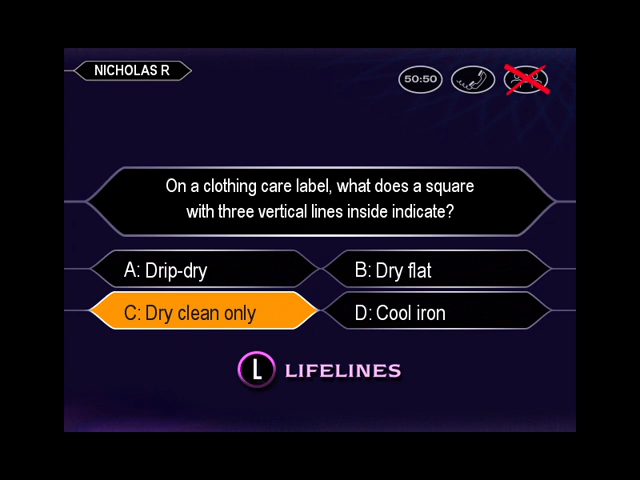 NICHOLAS R
50:50
On a clothing care label, what does a square
with three vertical lines inside indicate?
A: Drip-dry
B: Dry flat
C: Dry clean only
D: Cool iron
L LIFELINES